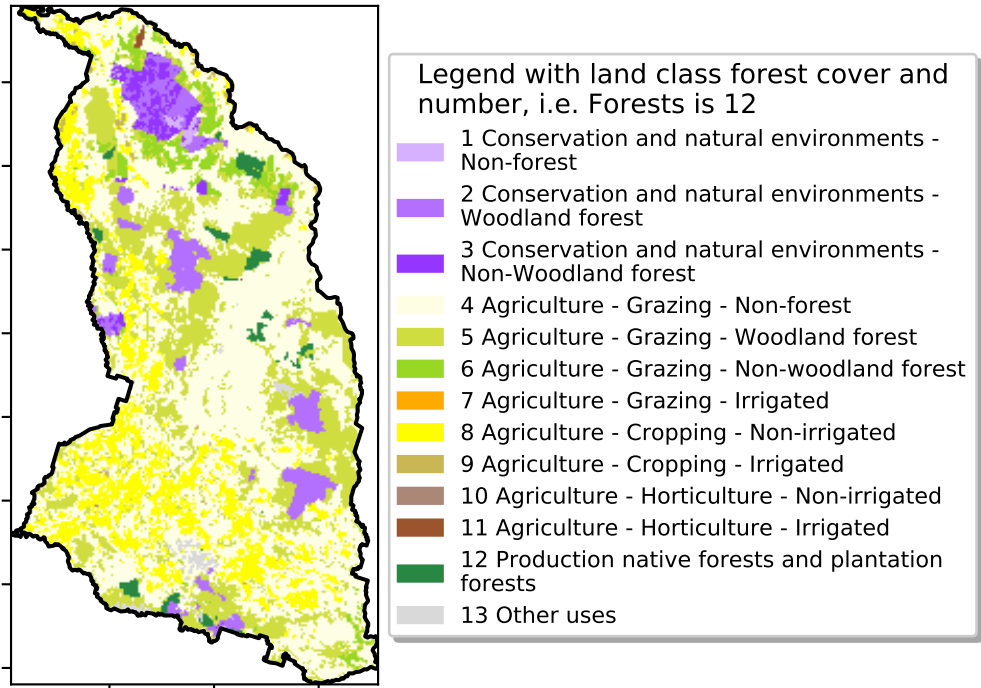 Legend with land class forest cover and
number, i.e. Forests is 12
1 Conservation and natural environments -
Non-forest
2 Conservation and natural environments -
Woodland forest
3 Conservation and natural environments -
Non-Woodland forest
4 Agriculture - Grazing - Non-forest
5 Agriculture - Grazing - Woodland forest
6 Agriculture - Grazing - Non-woodland forest
7 Agriculture - Grazing - Irrigated
8 Agriculture - Cropping - Non-irrigated
9 Agriculture - Cropping - Irrigated
10 Agriculture - Horticulture - Non-irrigated
11 Agriculture - Horticulture - Irrigated
12 Production native forests and plantation
forests
13 Other uses